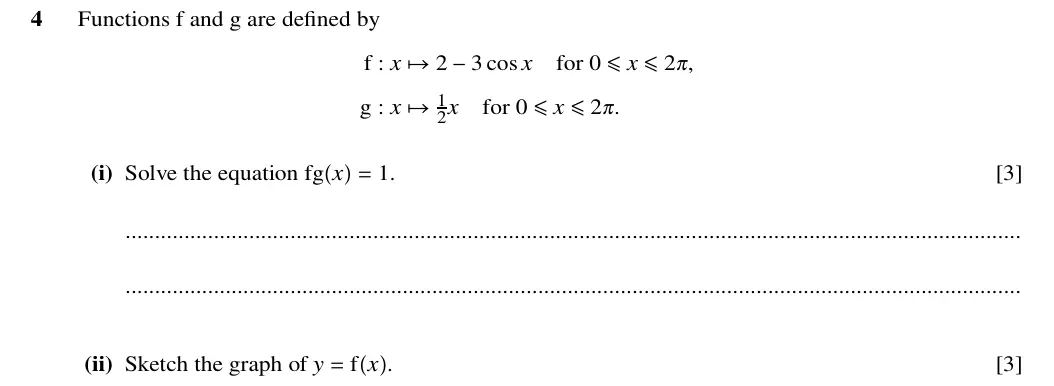 4 Functions f and g are defined by
f : x ↦ 2 − 3 cos x for 0 ⩽ x ⩽ 2π,
g : x ↦ ½x for 0 ⩽ x ⩽ 2π.
(i) Solve the equation fg(x) = 1. [3]
(ii) Sketch the graph of y = f(x). [3]